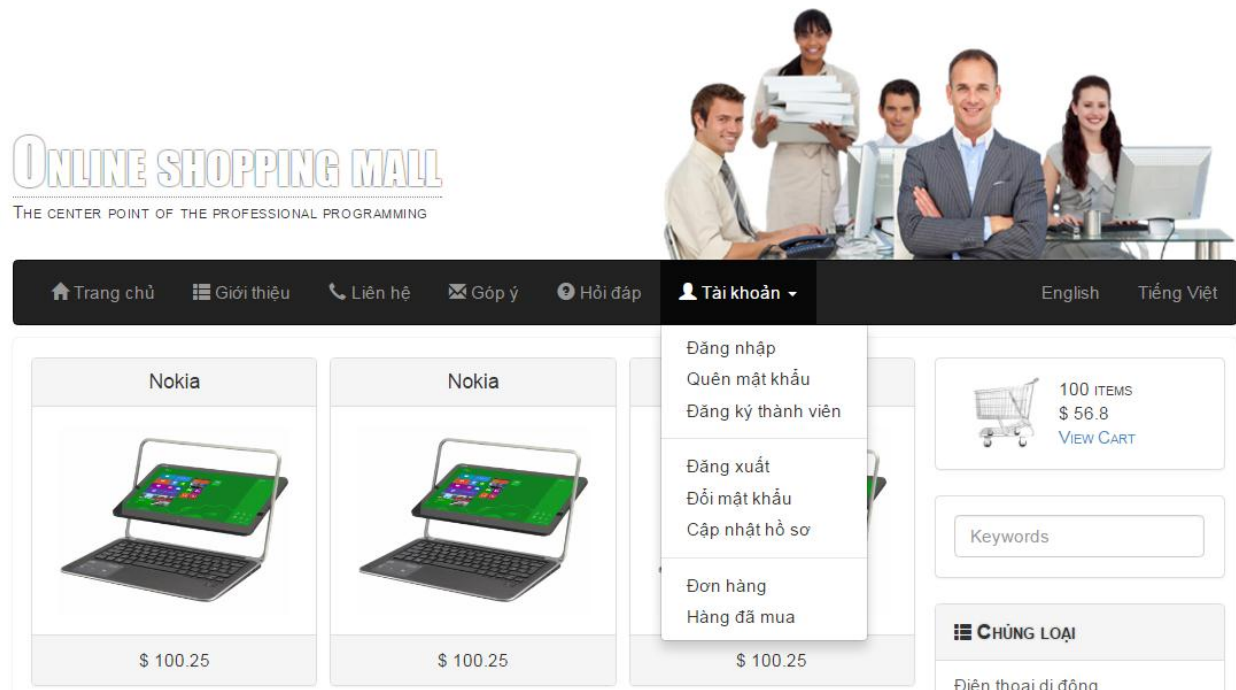 ONLINE SHOPPING MALL
THE CENTER POINT OF THE PROFESSIONAL PROGRAMMING
Trang chủ Giới thiệu Liên hệ Góp ý Hỏi đáp Tài khoản English Tiếng Việt
Đăng nhập
Quên mật khẩu
Đăng ký thành viên
Đăng xuất
Đổi mật khẩu
Cập nhật hồ sơ
Đơn hàng
Hàng đã mua
Nokia
$ 100.25
Nokia
$ 100.25
$ 100.25
100 ITEMS
$ 56.8
VIEW CART
Keywords
CHỦNG LOẠI
Điện thoại di động